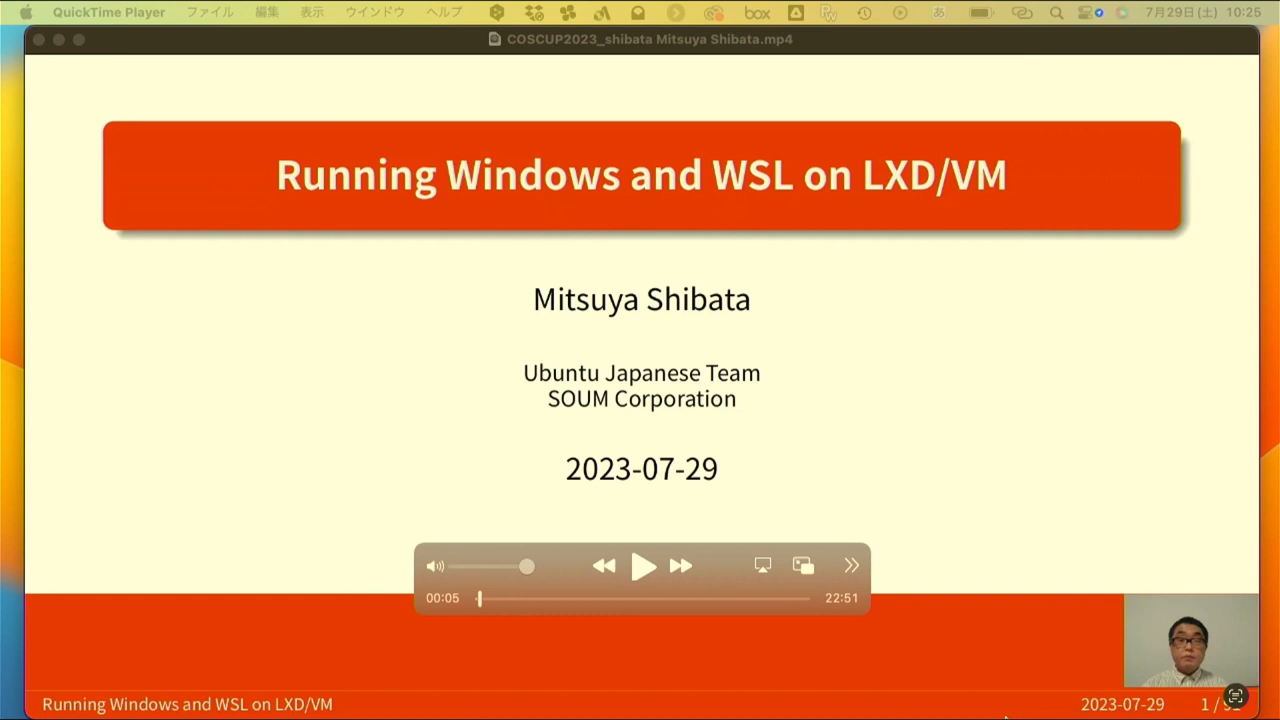 QuickTime Player ファイル 編集 表示 ウインドウ ヘルプ box あ 7月29日(土) 10:25
COSCUP2023_shibata Mitsuya Shibata.mp4
Running Windows and WSL on LXD/VM
Mitsuya Shibata
Ubuntu Japanese Team
SOUM Corporation
2023-07-29
00:05 22:51
Running Windows and WSL on LXD/VM 2023-07-29 1 /